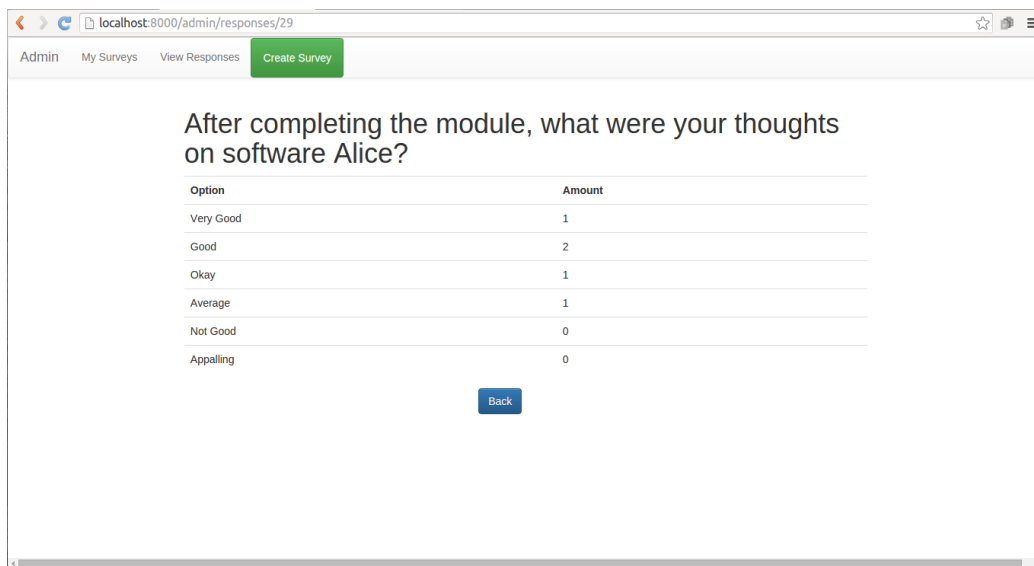 localhost:8000/admin/responses/29
Admin My Surveys View Responses Create Survey
After completing the module, what were your thoughts
on software Alice?
Option Amount
Very Good 1
Good 2
Okay 1
Average 1
Not Good 0
Appalling 0
Back